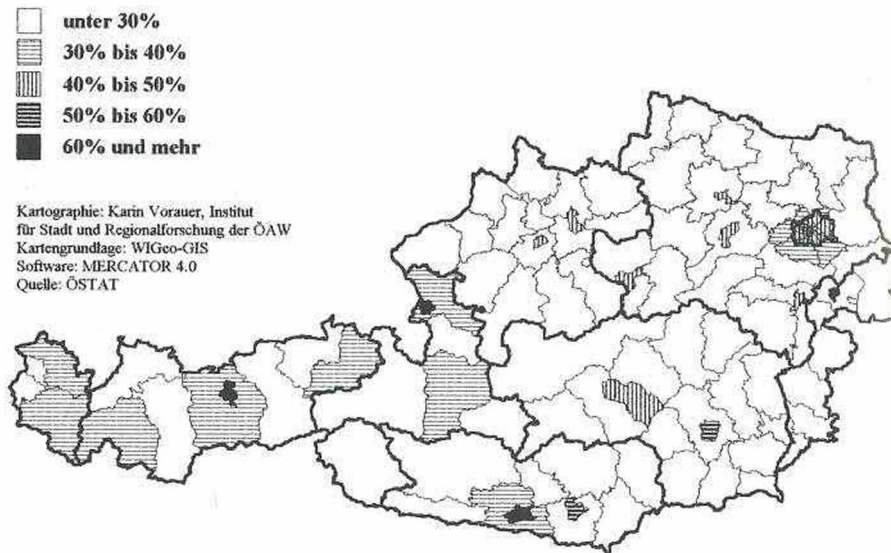 unter 30%
30% bis 40%
40% bis 50%
50% bis 60%
60% und mehr
Kartographie: Karin Vorauer, Institut
für Stadt und Regionalforschung der ÖAW
Kartengrundlage: WIGeo-GIS
Software: MERCATOR 4.0
Quelle: ÖSTAT